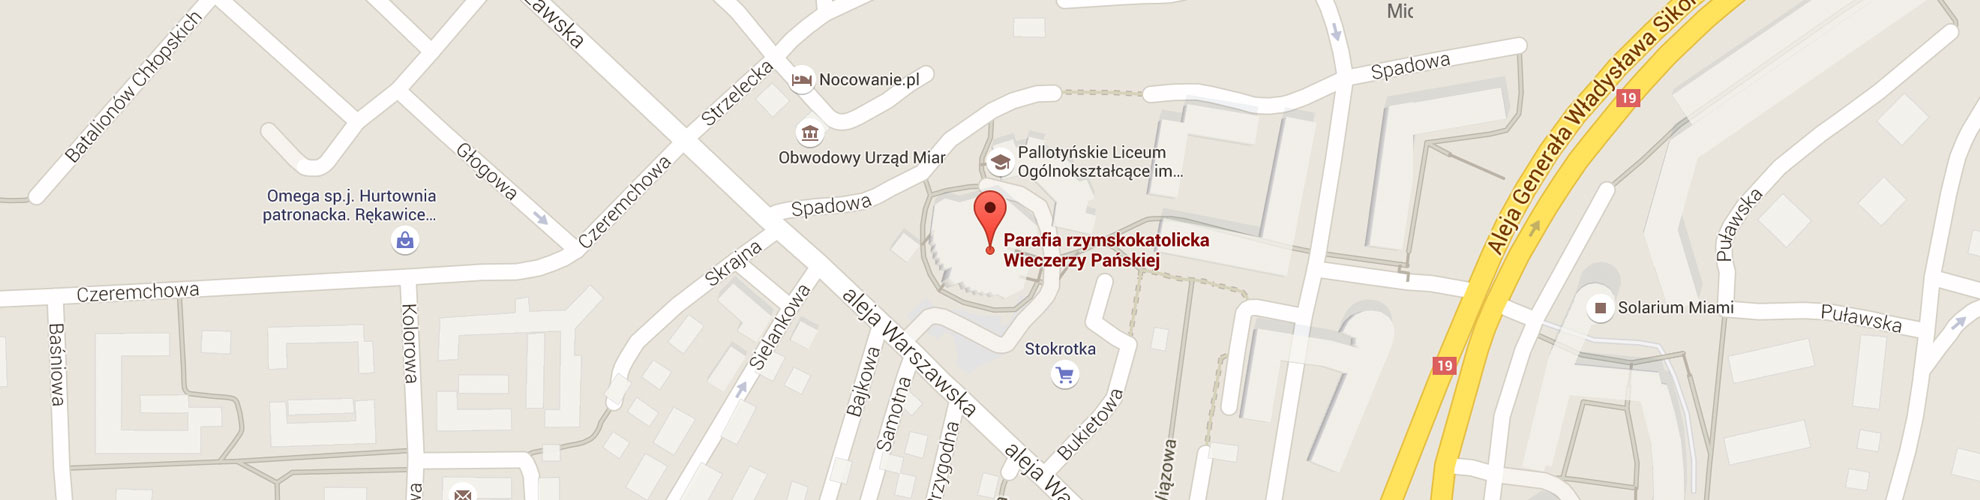 Mic
Spadowa
Aleja Generała Władysława Sikor
19
Batalionów Chłopskich
Strzelecka
Nocowanie.pl
Obwodowy Urząd Miar
Pallotyńskie Liceum
Ogólnokształcące im...
Głogowa
Omega sp.j. Hurtownia
patronacka. Rękawice...
Czeremchowa
Spadowa
Puławska
Parafia rzymskokatolicka
Wieczerzy Pańskiej
Skrajna
Czeremchowa
Baśniowa
Kolorowa
Sielankowa
aleja Warszawska
Solarium Miami
Puławska
Stokrotka
19
Bajkowa
Samotna
Przygodna
Bukietowa
aleja Wa